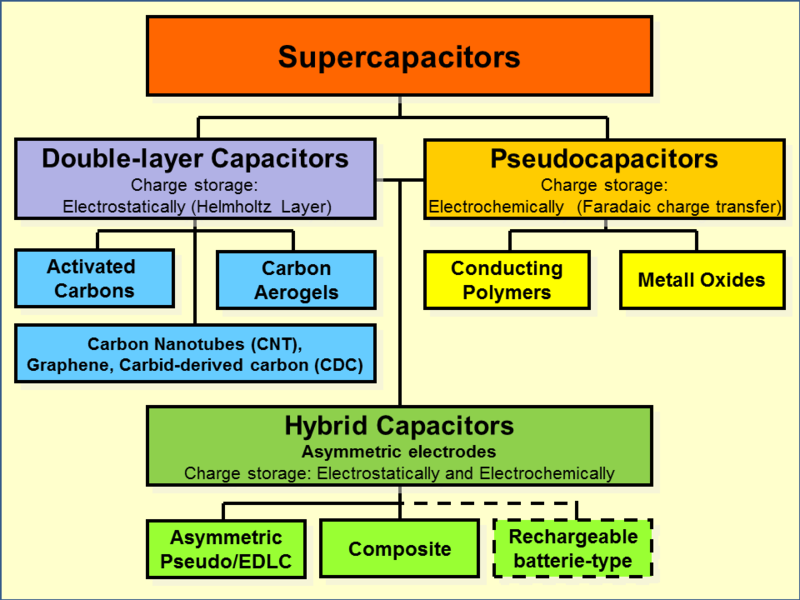 Supercapacitors
Double-layer Capacitors
Charge storage:
Electrostatically (Helmholtz Layer)
Pseudocapacitors
Charge storage:
Electrochemically (Faradaic charge transfer)
Activated
Carbons
Carbon
Aerogels
Conducting
Polymers
Metall Oxides
Carbon Nanotubes (CNT),
Graphene, Carbid-derived carbon (CDC)
Hybrid Capacitors
Asymmetric electrodes
Charge storage: Electrostatically and Electrochemically
Asymmetric
Pseudo/EDLC
Composite
Rechargeable
batterie-type